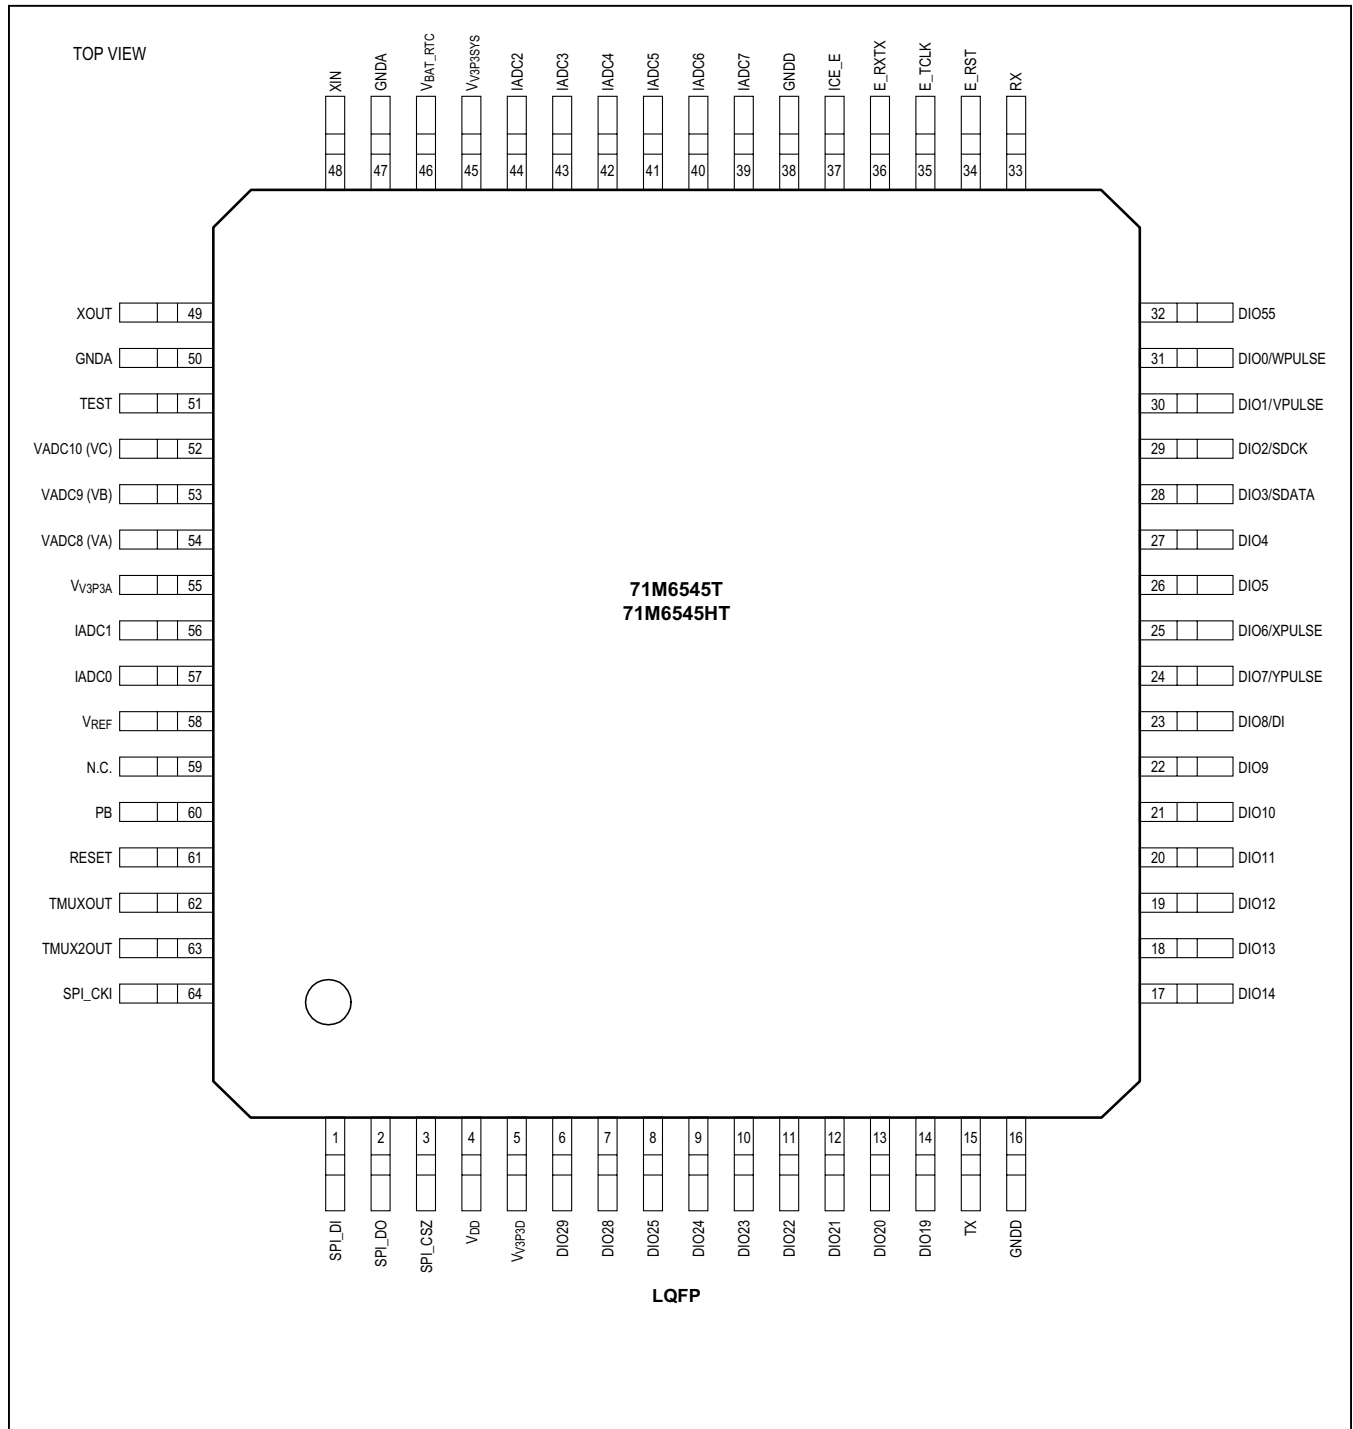 TOP VIEW
XIN
GNDA
VBAT_RTC
VV3P3SYS
IADC2
IADC3
IADC4
IADC5
IADC6
IADC7
GNDD
ICE_E
E_RXTX
E_TCLK
E_RST
RX
48 47 46 45 44 43 42 41 40 39 38 37 36 35 34 33
XOUT 49
GNDA 50
TEST 51
VADC10 (VC) 52
VADC9 (VB) 53
VADC8 (VA) 54
VV3P3A 55
IADC1 56
IADC0 57
VREF 58
N.C. 59
PB 60
RESET 61
TMUXOUT 62
TMUX2OUT 63
SPI_CKI 64
71M6545T
71M6545HT
32 DIO55
31 DIO0/WPULSE
30 DIO1/VPULSE
29 DIO2/SDCK
28 DIO3/SDATA
27 DIO4
26 DIO5
25 DIO6/XPULSE
24 DIO7/YPULSE
23 DIO8/DI
22 DIO9
21 DIO10
20 DIO11
19 DIO12
18 DIO13
17 DIO14
1 2 3 4 5 6 7 8 9 10 11 12 13 14 15 16
SPI_DI
SPI_DO
SPI_CSZ
VDD
VV3P3D
DIO29
DIO28
DIO25
DIO24
DIO23
DIO22
DIO21
DIO20
DIO19
TX
GNDD
LQFP